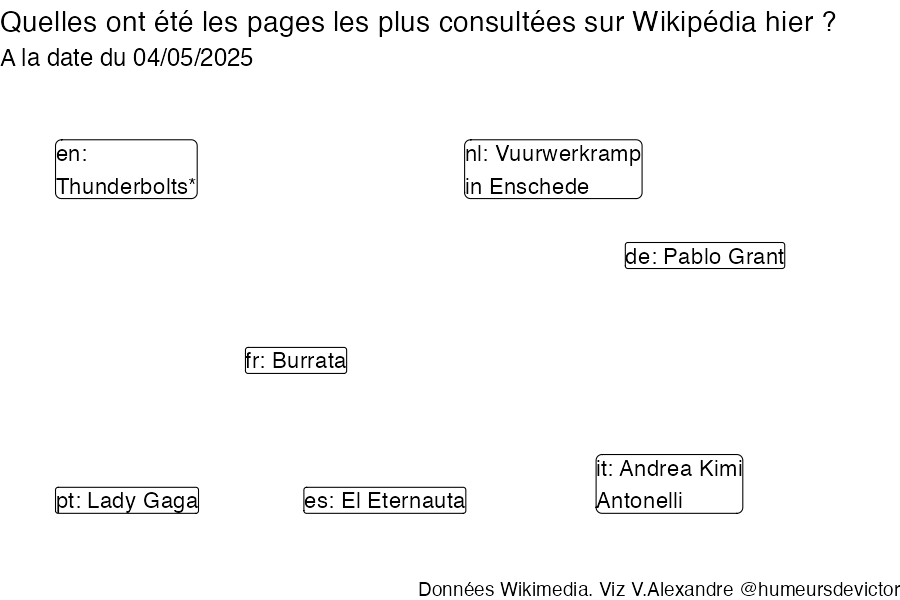 Quelles ont été les pages les plus consultées sur Wikipédia hier ?
A la date du 04/05/2025
en:
Thunderbolts*
nl: Vuurwerkramp
in Enschede
de: Pablo Grant
fr: Burrata
it: Andrea Kimi
Antonelli
pt: Lady Gaga
es: El Eternauta
Données Wikimedia. Viz V.Alexandre @humeursdevictor